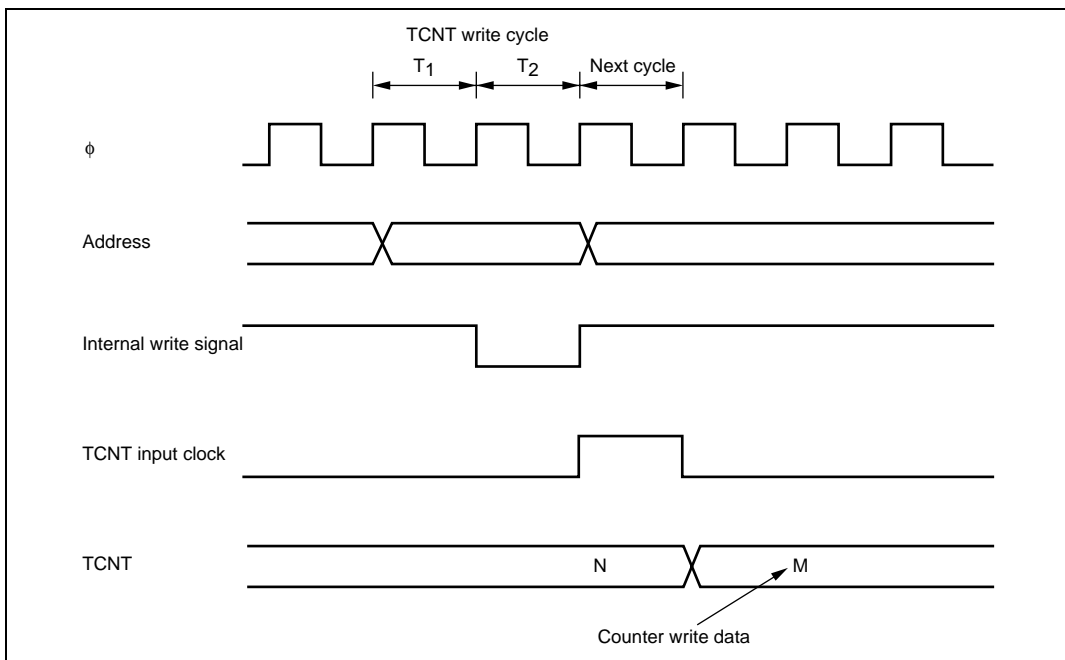 TCNT write cycle
T1 T2 Next cycle
ϕ
Address
Internal write signal
TCNT input clock
TCNT N M
Counter write data